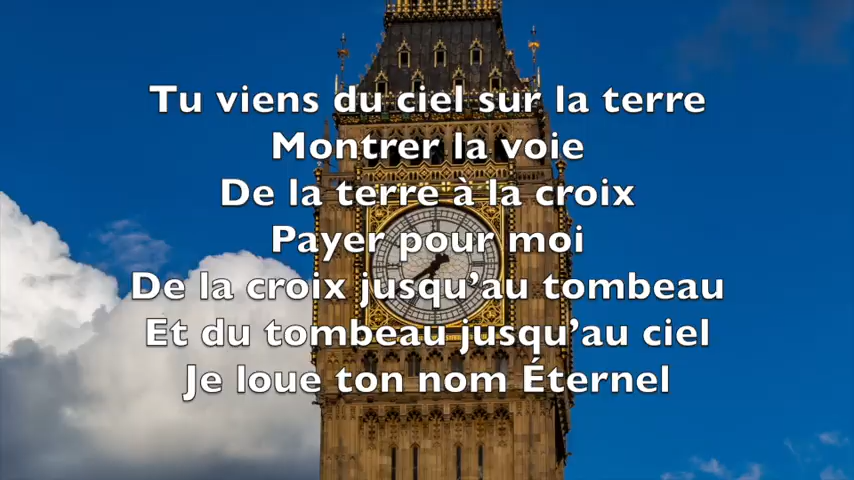 Tu viens du ciel sur la terre
Montrer la voie
De la terre à la croix
Payer pour moi
De la croix jusqu’au tombeau
Et du tombeau jusqu’au ciel
Je loue ton nom Éternel